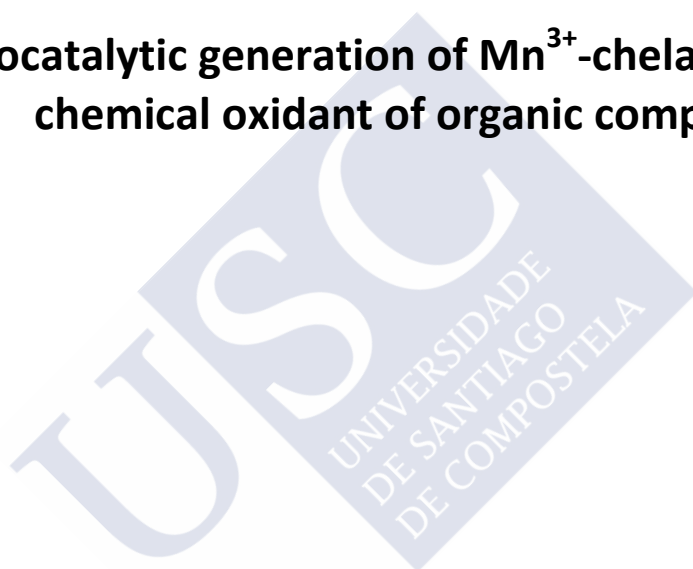 ocatalytic generation of Mn³⁺-chela
chemical oxidant of organic comp
USC
UNIVERSIDADE
DE SANTIAGO
DE COMPOSTELA